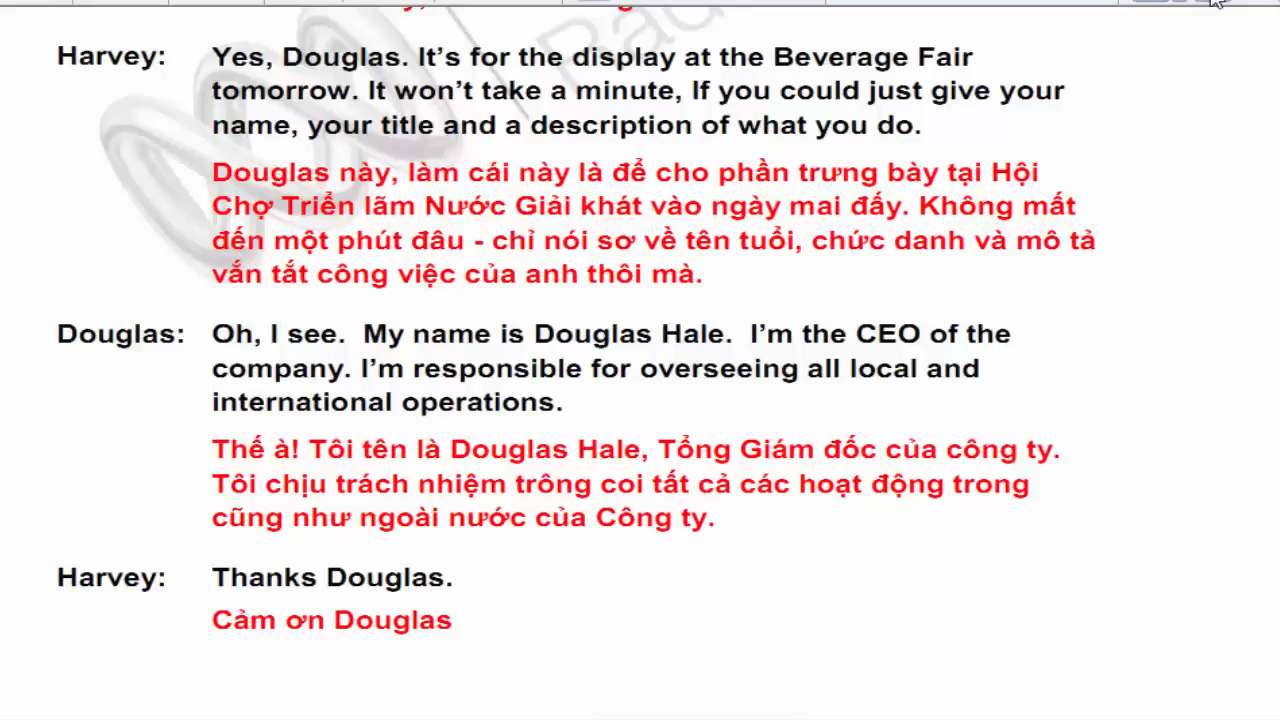 Harvey: Yes, Douglas. It’s for the display at the Beverage Fair
tomorrow. It won’t take a minute, If you could just give your
name, your title and a description of what you do.
Douglas này, làm cái này là để cho phần trưng bày tại Hội
Chợ Triển lãm Nước Giải khát vào ngày mai đấy. Không mất
đến một phút đâu - chỉ nói sơ về tên tuổi, chức danh và mô tả
vắn tắt công việc của anh thôi mà.
Douglas: Oh, I see.  My name is Douglas Hale.  I’m the CEO of the
company. I’m responsible for overseeing all local and
international operations.
Thế à! Tôi tên là Douglas Hale, Tổng Giám đốc của công ty.
Tôi chịu trách nhiệm trông coi tất cả các hoạt động trong
cũng như ngoài nước của Công ty.
Harvey: Thanks Douglas.
Cảm ơn Douglas